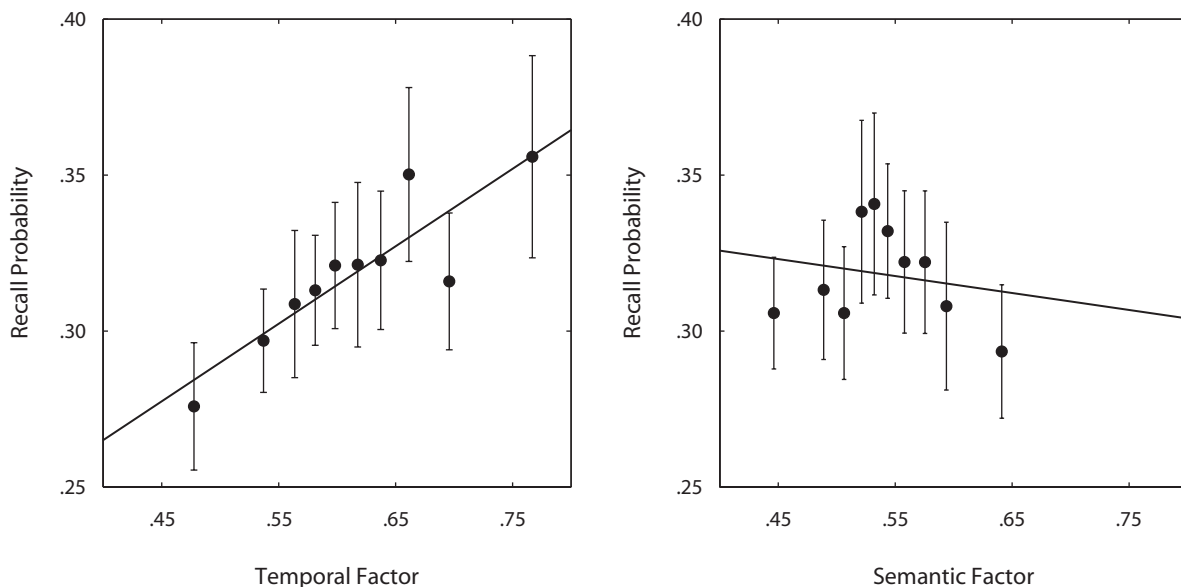 .40
.35
.30
.25
Recall Probability
.45 .55 .65 .75
Temporal Factor
.40
.35
.30
.25
Recall Probability
.45 .55 .65 .75
Semantic Factor